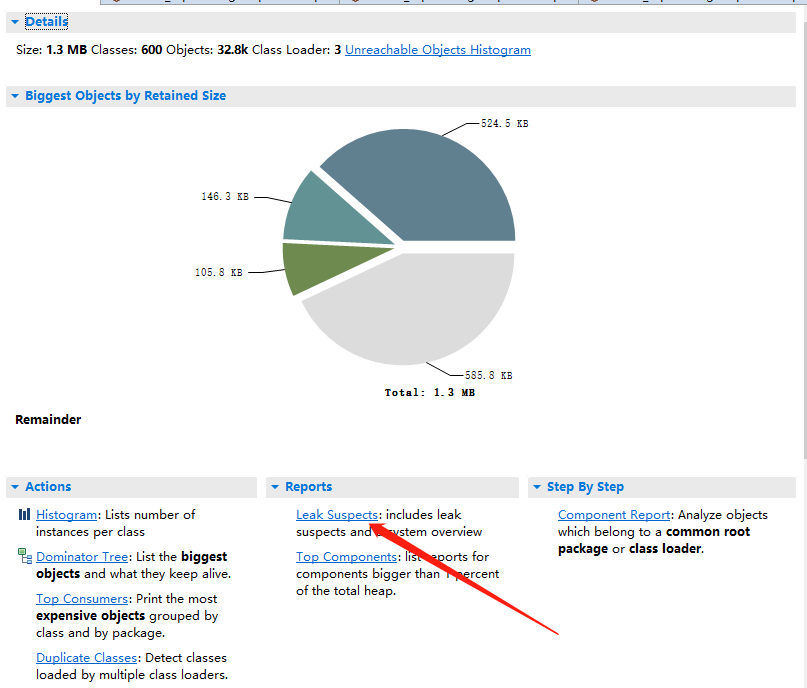 Details
Size: 1.3 MB Classes: 600 Objects: 32.8k Class Loader: 3 Unreachable Objects Histogram
Biggest Objects by Retained Size
524.5 KB
146.3 KB
105.8 KB
585.8 KB
Total: 1.3 MB
Remainder
Actions
Histogram: Lists number of
instances per class
Dominator Tree: List the biggest
objects and what they keep alive.
Top Consumers: Print the most
expensive objects grouped by
class and by package.
Duplicate Classes: Detect classes
loaded by multiple class loaders.
Reports
Leak Suspects: includes leak
suspects and a system overview
Top Components: list reports for
components bigger than 1 percent
of the total heap.
Step By Step
Component Report: Analyze objects
which belong to a common root
package or class loader.